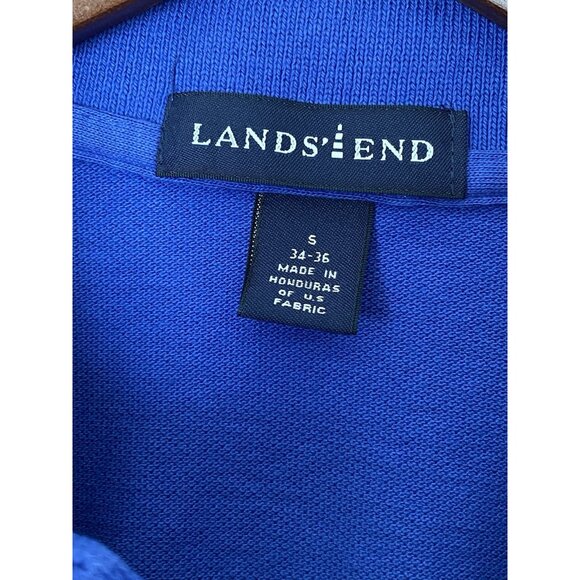 LANDS' END
S
34-36
MADE IN
HONDURAS
OF U.S
FABRIC